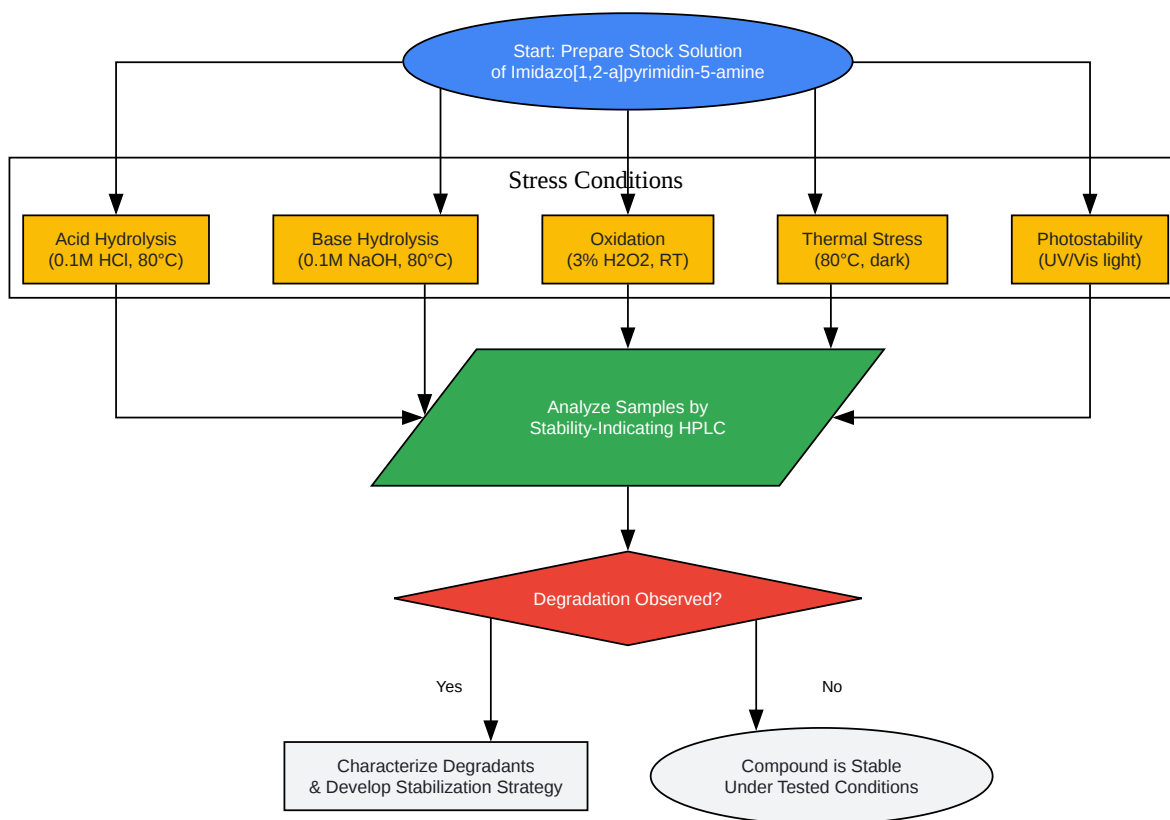 Start: Prepare Stock Solution
of Imidazo[1,2-a]pyrimidin-5-amine
Stress Conditions
Acid Hydrolysis
(0.1M HCl, 80°C)
Base Hydrolysis
(0.1M NaOH, 80°C)
Oxidation
(3% H2O2, RT)
Thermal Stress
(80°C, dark)
Photostability
(UV/Vis light)
Analyze Samples by
Stability-Indicating HPLC
Degradation Observed?
Yes
No
Characterize Degradants
& Develop Stabilization Strategy
Compound is Stable
Under Tested Conditions